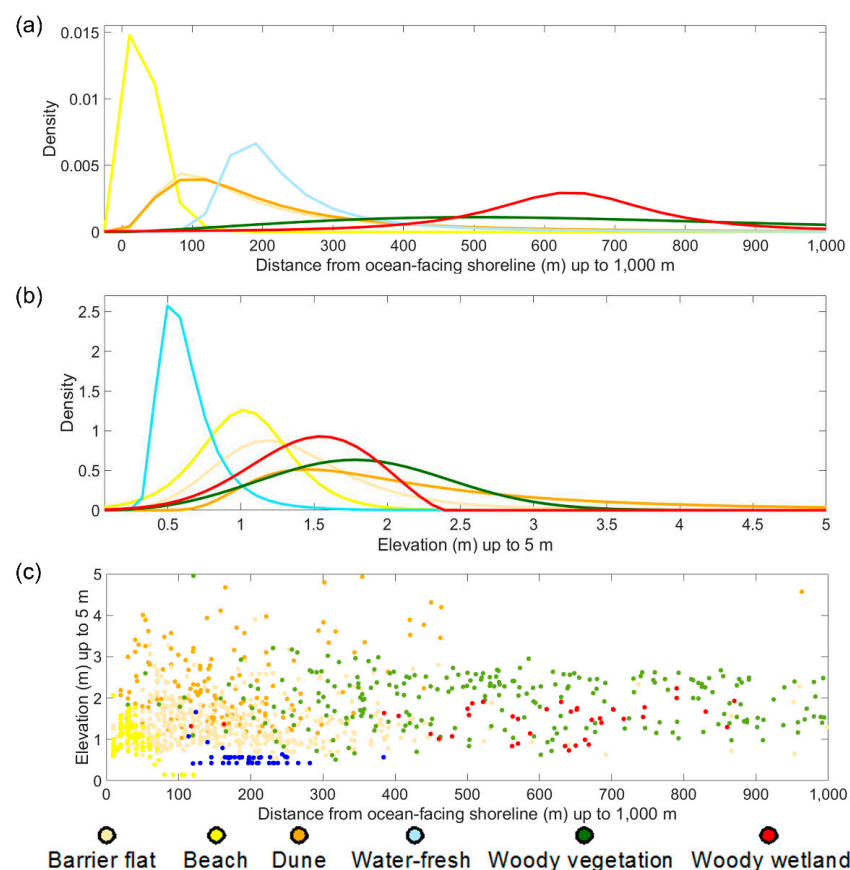 (a)
0.015
0.01
0.005
0
Density
0 100 200 300 400 500 600 700 800 900 1,000
Distance from ocean-facing shoreline (m) up to 1,000 m
(b)
2.5
2
1.5
1
0.5
0
Density
0.5 1 1.5 2 2.5 3 3.5 4 4.5 5
Elevation (m) up to 5 m
(c)
5
4
3
2
1
0
Elevation (m) up to 5 m
0 100 200 300 400 500 600 700 800 900 1,000
Distance from ocean-facing shoreline (m) up to 1,000 m
Barrier flat Beach Dune Water-fresh Woody vegetation Woody wetland